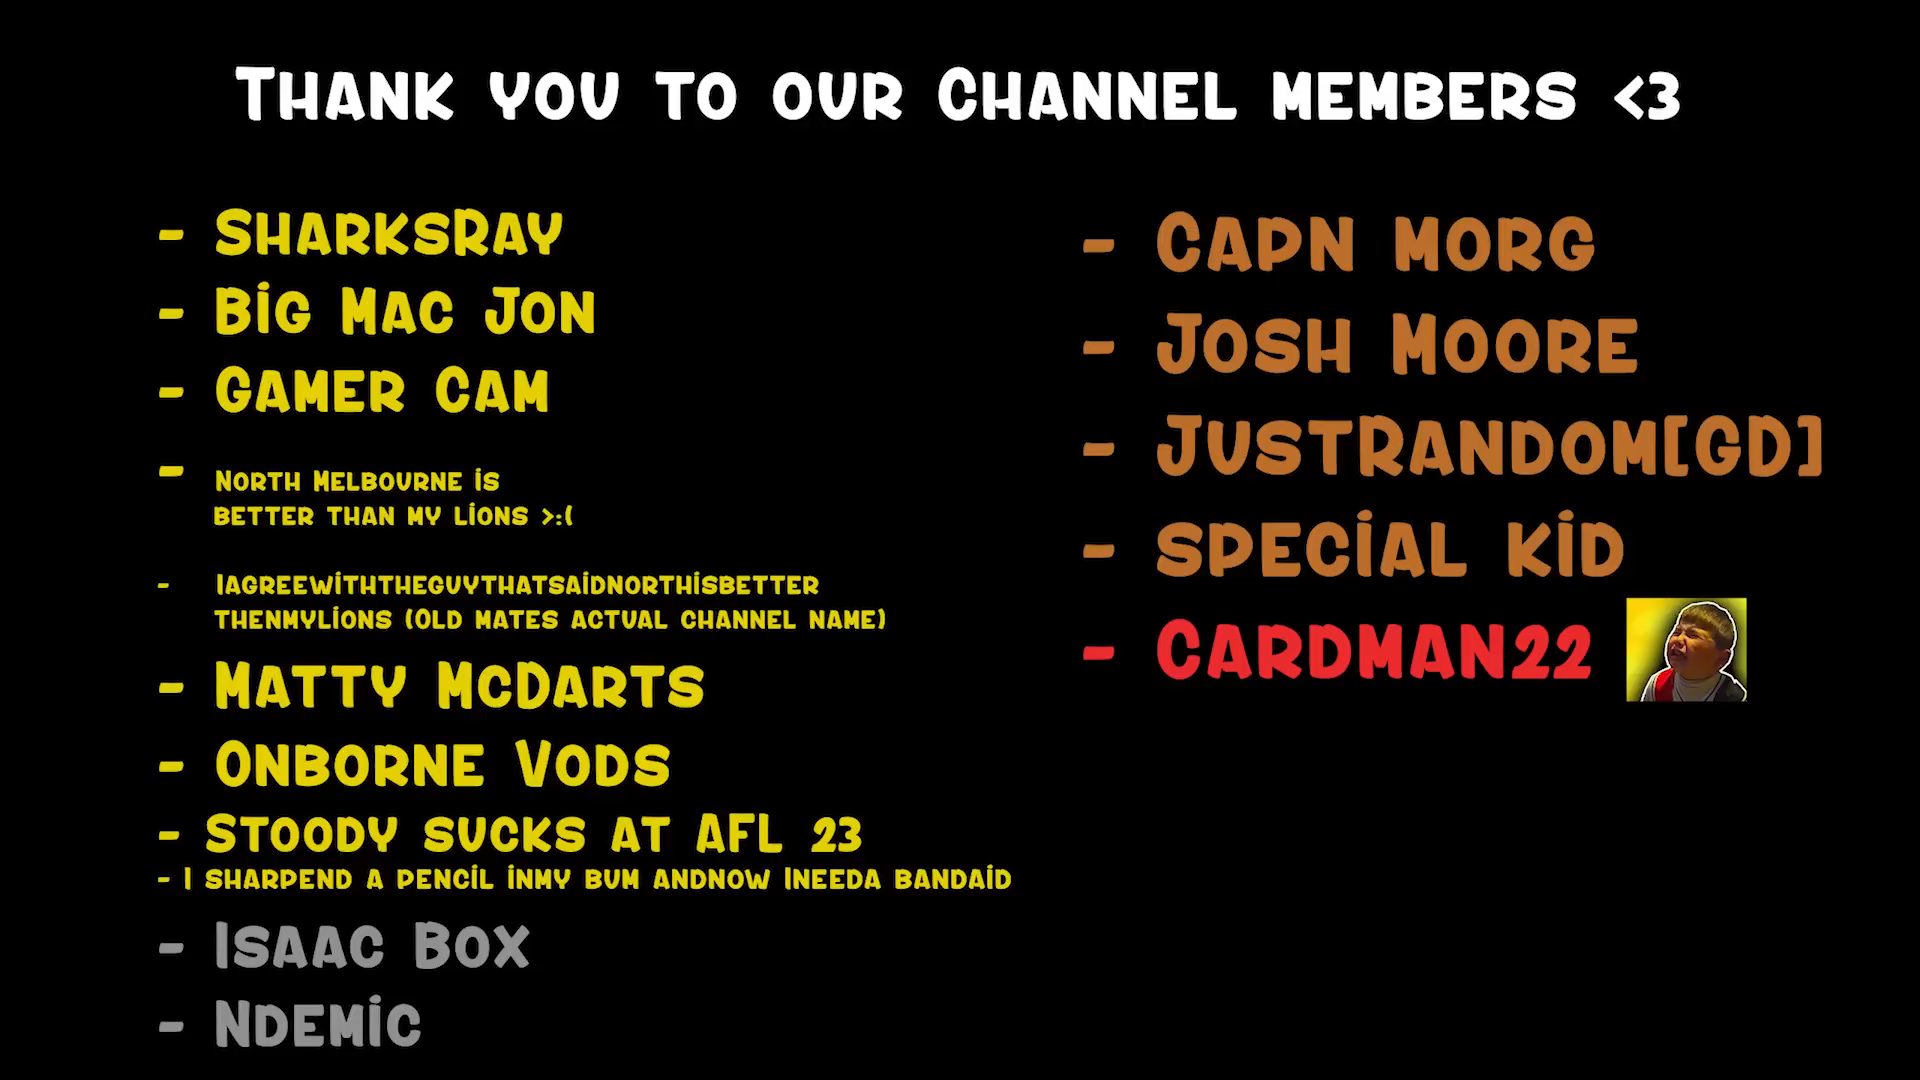 Thank you to our Channel members <3
- SharksRay
- Big Mac Jon
- Gamer Cam
- North Melbourne is
better than my lions >:(
- Iagreewiththeguythatsaidnorthisbetter
thenmylions (Old mates actual channel name)
- Matty McDarts
- Onborne Vods
- Stoody sucks at AFL 23
- I sharpend a pencil inmy bum andnow Ineeda bandaid
- Isaac Box
- Ndemic
- Capn Morg
- Josh Moore
- JustRandom[GD]
- special kid
- Cardman22